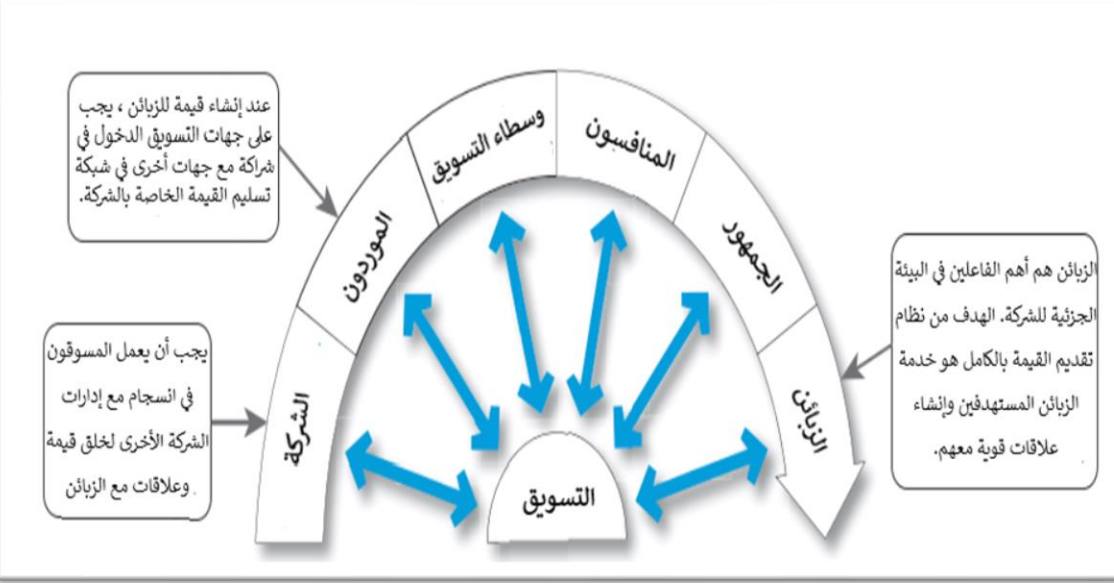 عند إنشاء قيمة للزبائن ، يجب
على جهات التسويق الدخول في
شراكة مع جهات أخرى في شبكة
تسليم القيمة الخاصة بالشركة.
يجب أن يعمل المسوقون
في انسجام مع إدارات
الشركة الأخرى لخلق قيمة
وعلاقات مع الزبائن .
الشركة
الموردون
وسطاء التسويق
المنافسون
الجمهور
الزبائن
التسويق
الزبائن هم أهم الفاعلين في البيئة
الجزئية للشركة. الهدف من نظام
تقديم القيمة بالكامل هو خدمة
الزبائن المستهدفين وإنشاء
علاقات قوية معهم.